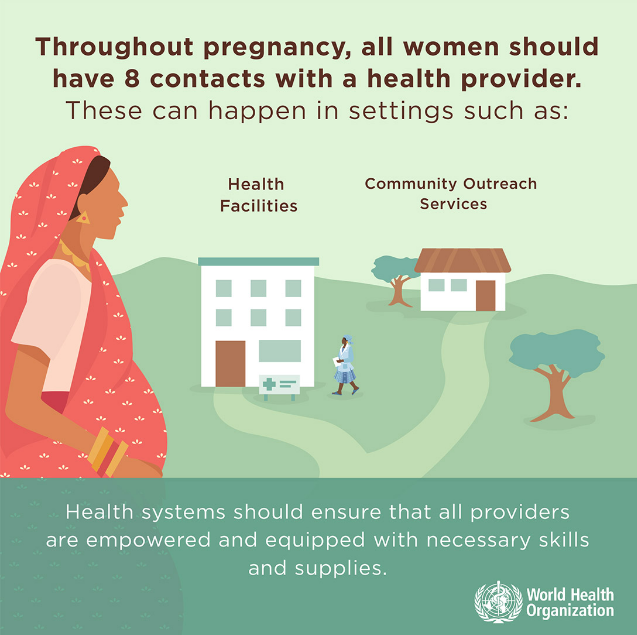 Throughout pregnancy, all women should
have 8 contacts with a health provider.
These can happen in settings such as:
Health
Facilities
Community Outreach
Services
Health systems should ensure that all providers
are empowered and equipped with necessary skills
and supplies.
World Health
Organization